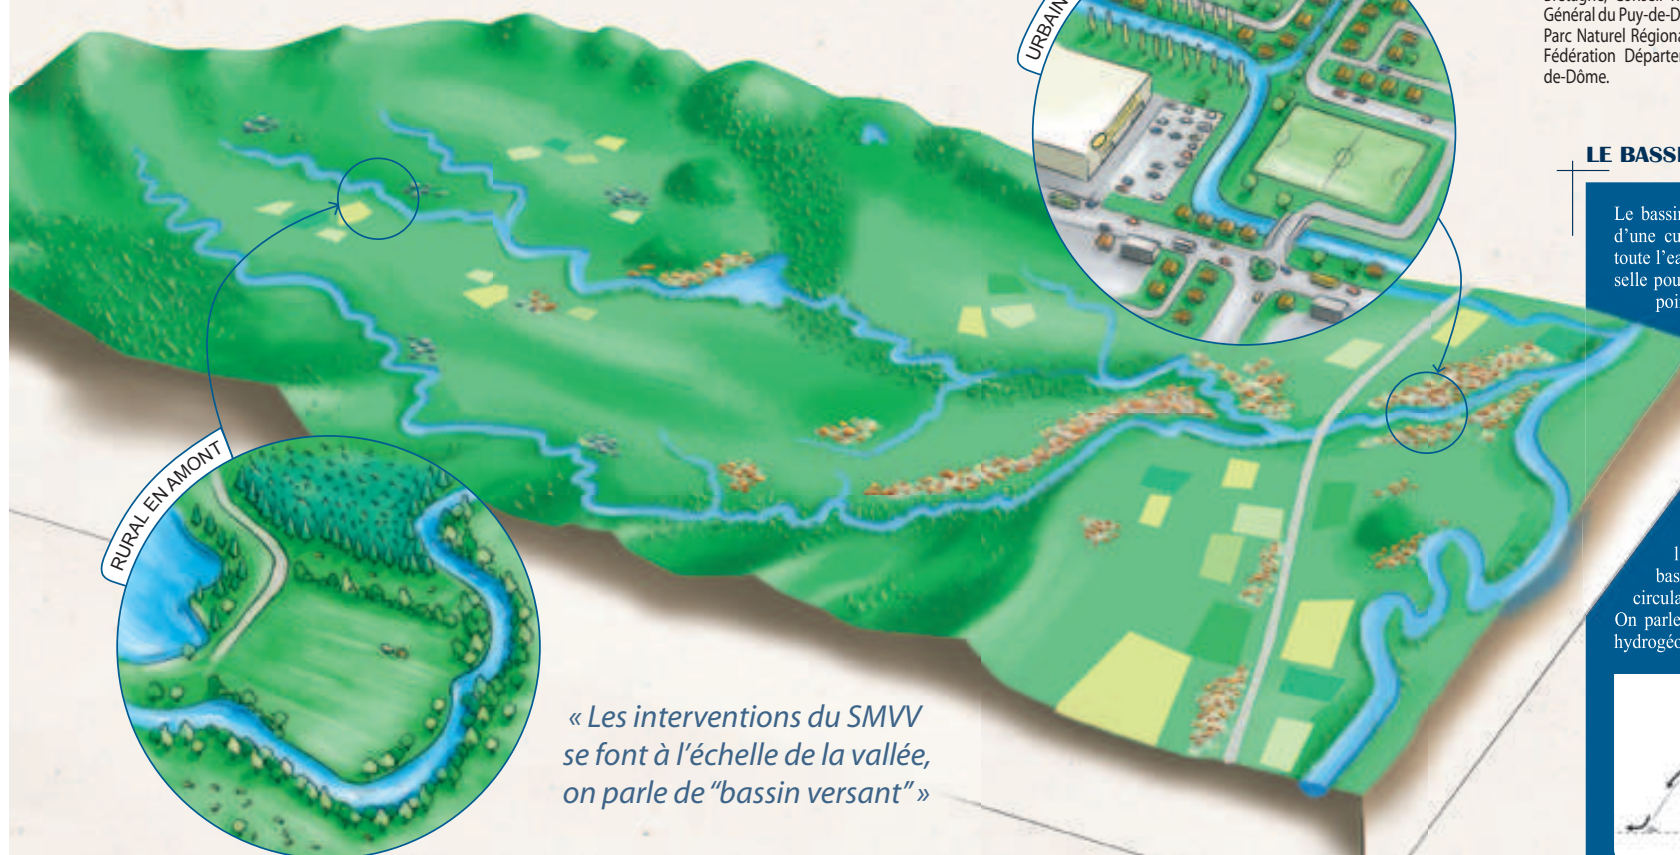 URBAIN
Général du Puy-de-D
Parc Naturel Régiona
Fédération Départe
de-Dôme.
LE BASSI
Le bassin
d’une cu
toute l’ea
selle pou
poi
RURAL EN AMONT
« Les interventions du SMVV
se font à l’échelle de la vallée,
on parle de “bassin versant” »
l
bas
circula
On parle
hydrogéo